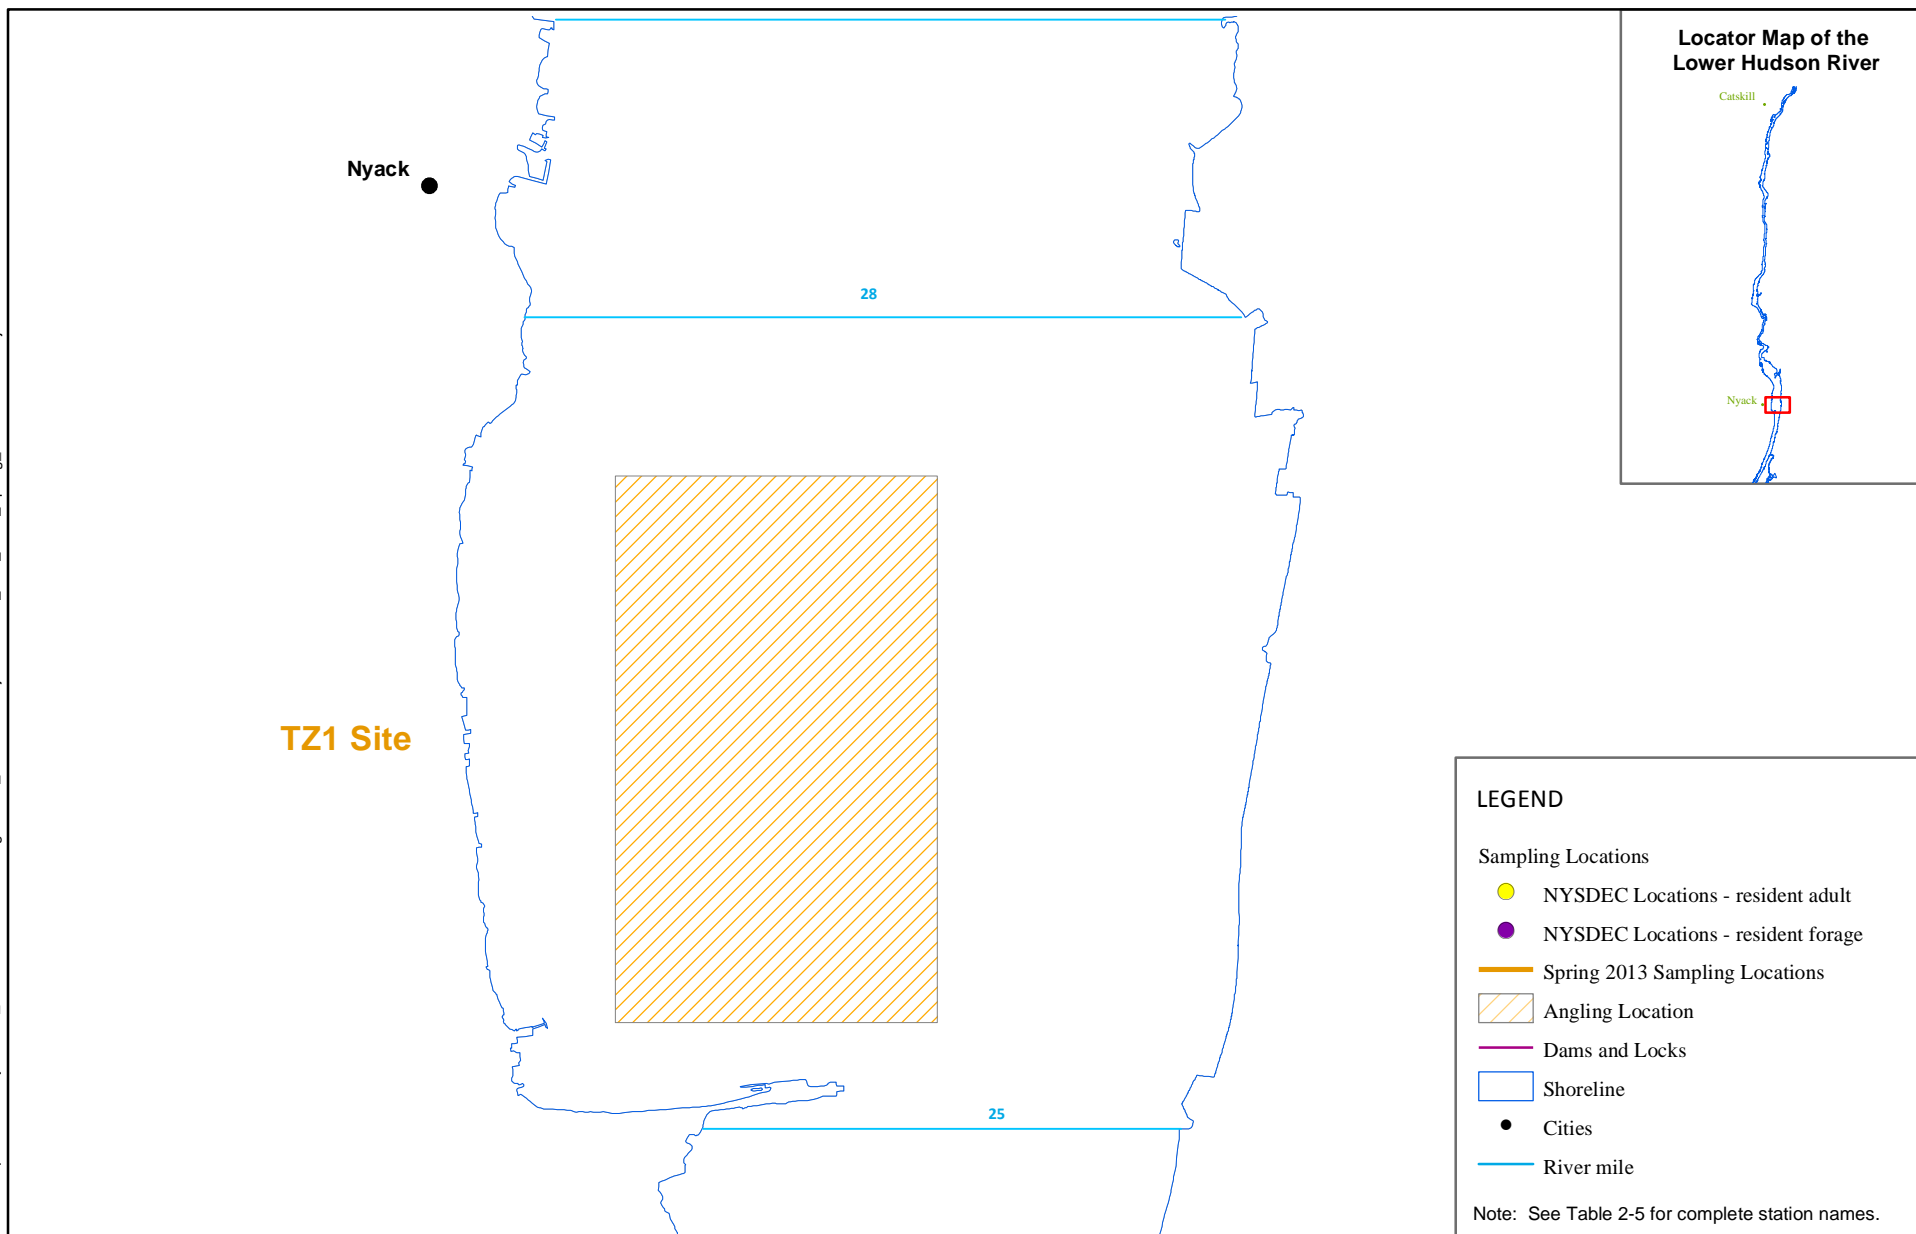 Locator Map of the
Lower Hudson River
Catskill
Nyack
Nyack
28
TZ1 Site
25
LEGEND
Sampling Locations
NYSDEC Locations - resident adult
NYSDEC Locations - resident forage
Spring 2013 Sampling Locations
Angling Location
Dams and Locks
Shoreline
Cities
River mile
Note: See Table 2-5 for complete station names.